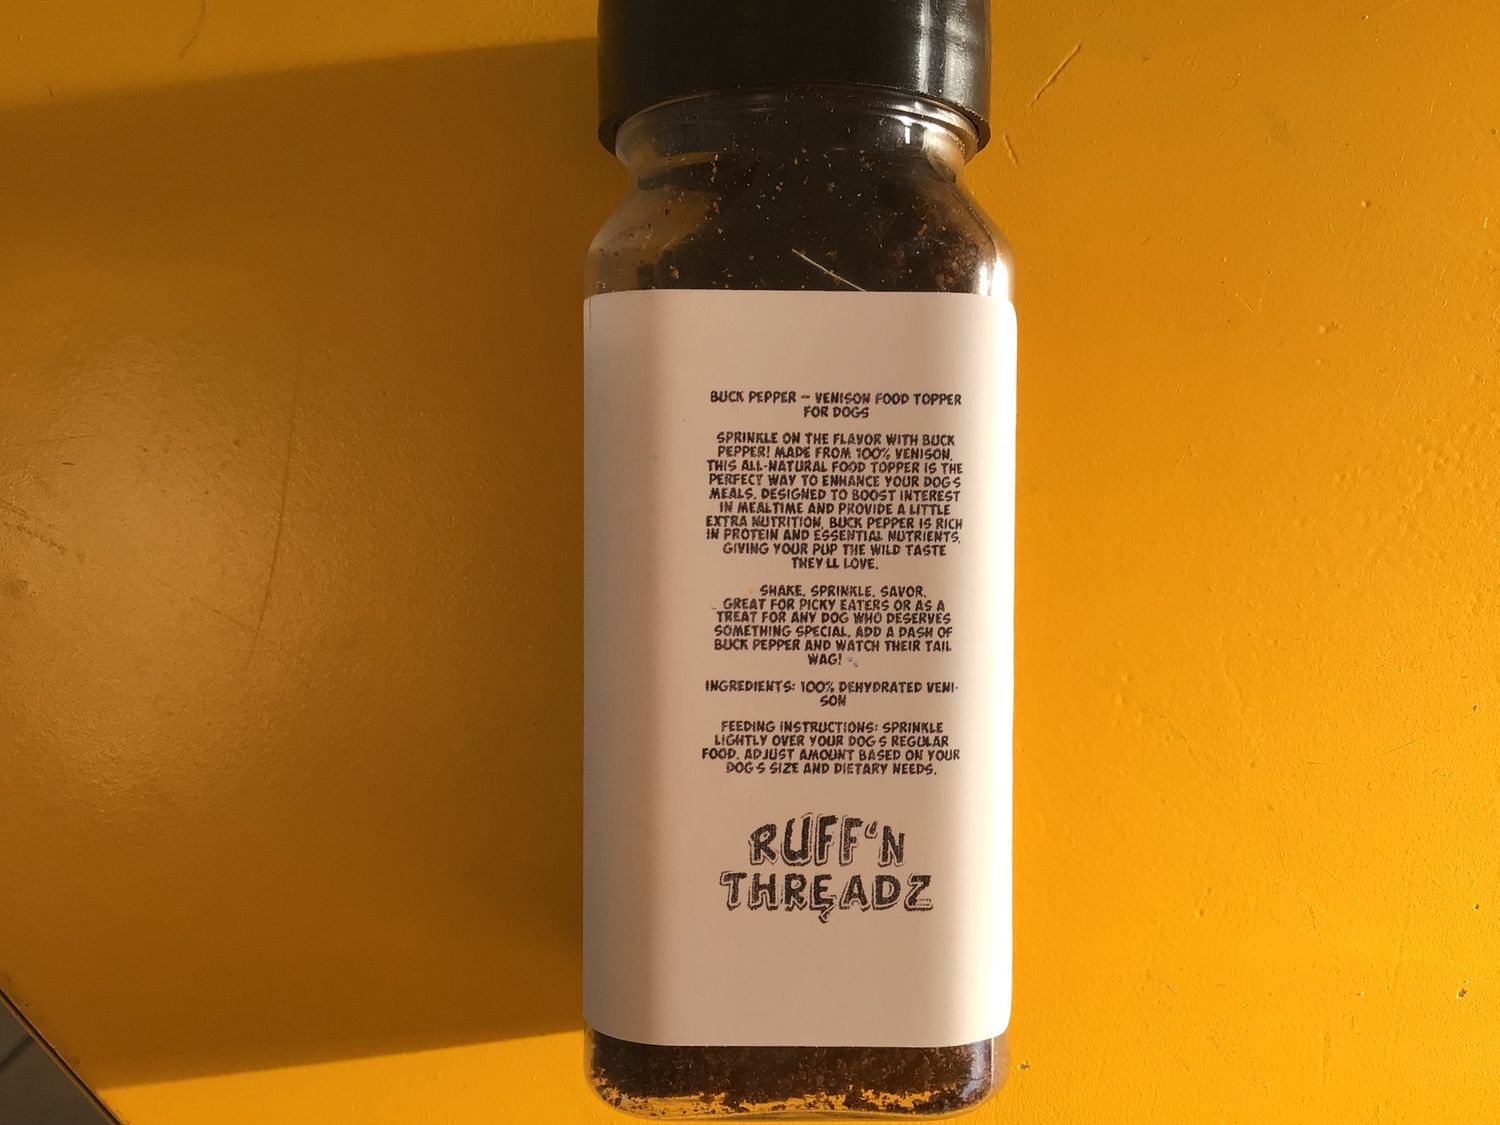 BUCK PEPPER - VENISON FOOD TOPPER
FOR DOGS
SPRINKLE ON THE FLAVOR WITH BUCK
PEPPER! MADE FROM 100% VENISON,
THIS ALL-NATURAL FOOD TOPPER IS THE
PERFECT WAY TO ENHANCE YOUR DOG'S
MEALS. DESIGNED TO BOOST INTEREST
IN MEALTIME AND PROVIDE A LITTLE
EXTRA NUTRITION, BUCK PEPPER IS RICH
IN PROTEIN AND ESSENTIAL NUTRIENTS,
GIVING YOUR PUP THE WILD TASTE
THEY'LL LOVE.
SHAKE. SPRINKLE. SAVOR.
GREAT FOR PICKY EATERS OR AS A
TREAT FOR ANY DOG WHO DESERVES
SOMETHING SPECIAL. ADD A DASH OF
BUCK PEPPER AND WATCH THEIR TAIL
WAG!
INGREDIENTS: 100% DEHYDRATED VENI-
SON
FEEDING INSTRUCTIONS: SPRINKLE
LIGHTLY OVER YOUR DOG'S REGULAR
FOOD. ADJUST AMOUNT BASED ON YOUR
DOG'S SIZE AND DIETARY NEEDS.
RUFF'N
THREADZ